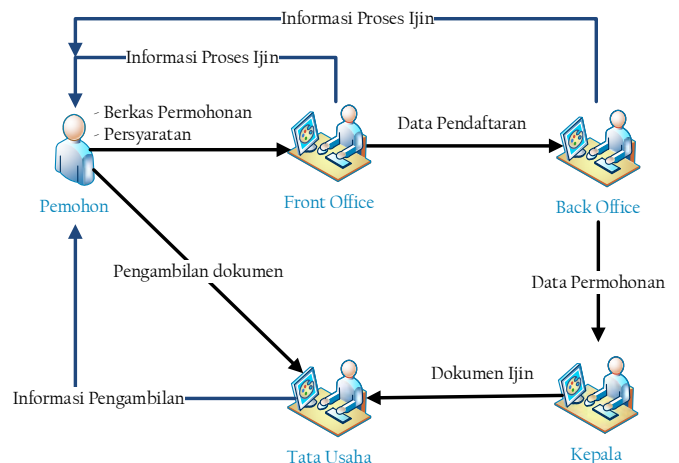 Informasi Proses Ijin
Informasi Proses Ijin
- Berkas Permohonan
- Persyaratan
Data Pendaftaran
Pemohon
Front Office
Back Office
Pengambilan dokumen
Data Permohonan
Dokumen Ijin
Informasi Pengambilan
Tata Usaha
Kepala